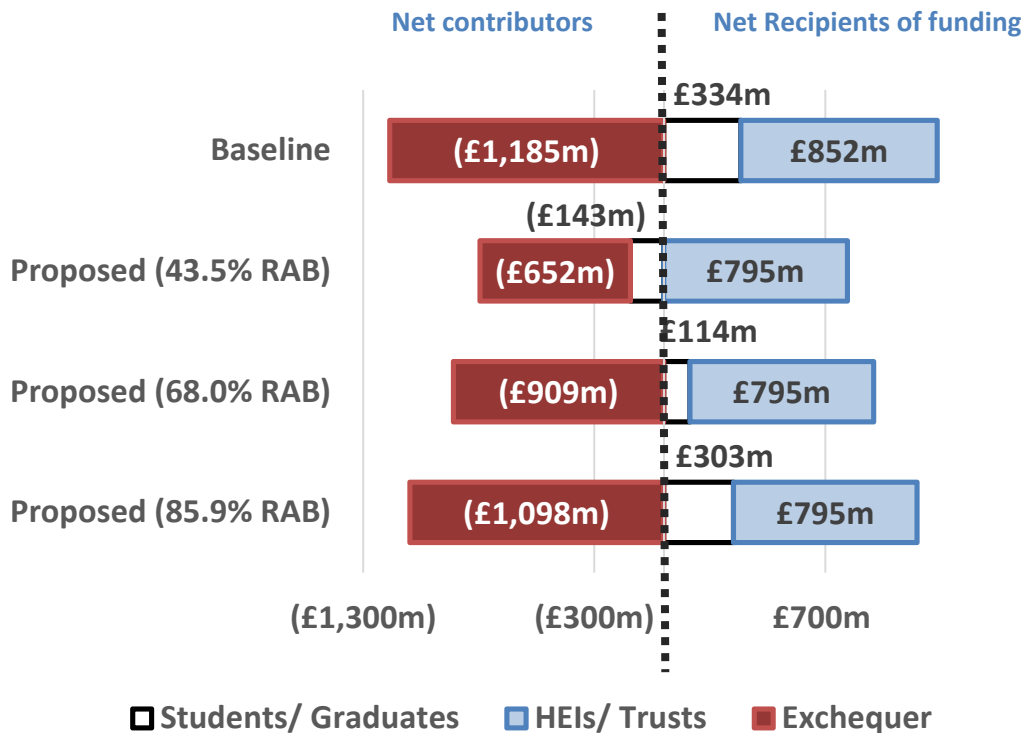 Net contributors
Net Recipients of funding
£334m
Baseline
(£1,185m)
£852m
(£143m)
Proposed (43.5% RAB)
(£652m)
£795m
£114m
Proposed (68.0% RAB)
(£909m)
£795m
£303m
Proposed (85.9% RAB)
(£1,098m)
£795m
(£1,300m)
(£300m)
£700m
Students/ Graduates
HEIs/ Trusts
Exchequer